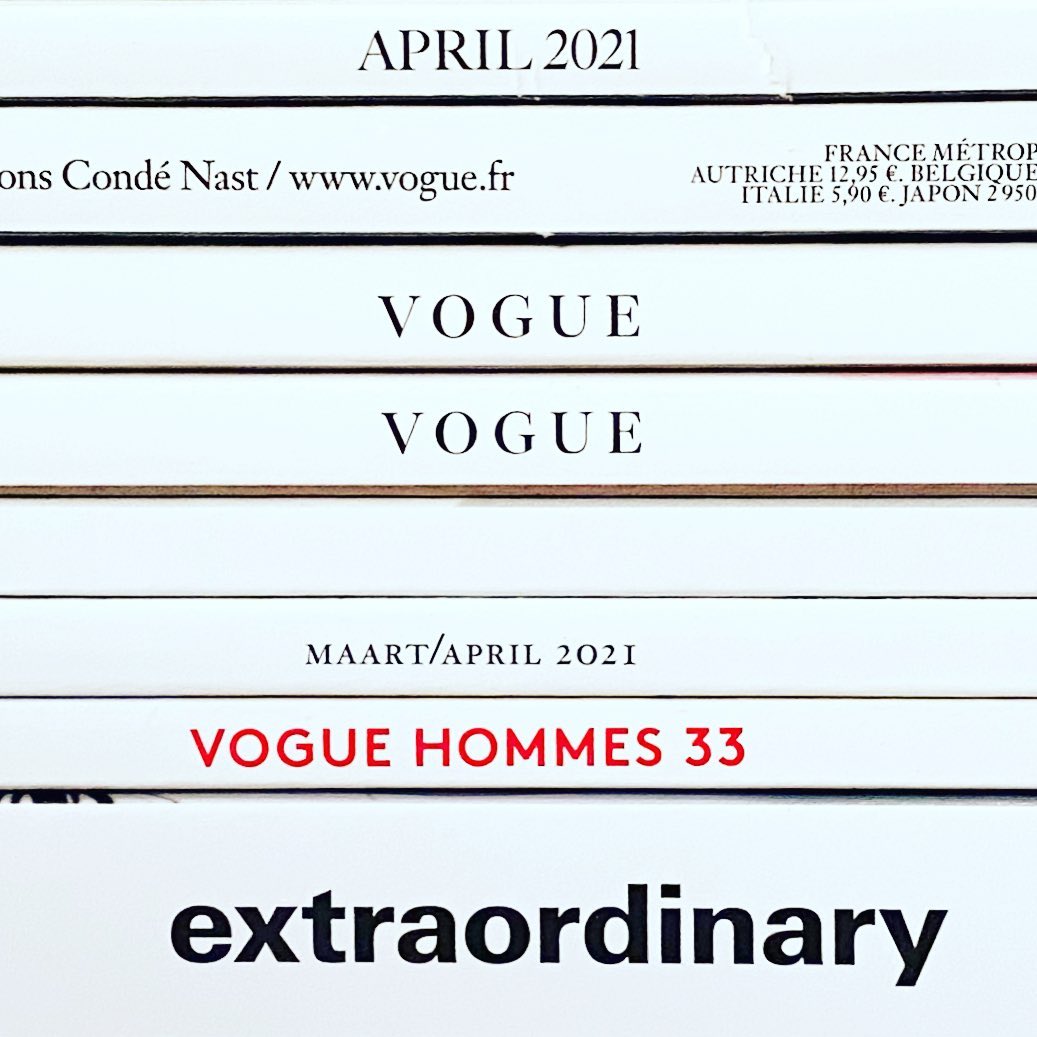 APRIL 2021
ons Condé Nast / www.vogue.fr
FRANCE MÉTROP
AUTRICHE 12,95 €. BELGIQUE
ITALIE 5,90 €. JAPON 2 950
VOGUE
VOGUE
MAART/APRIL 2021
VOGUE HOMMES 33
extraordinary